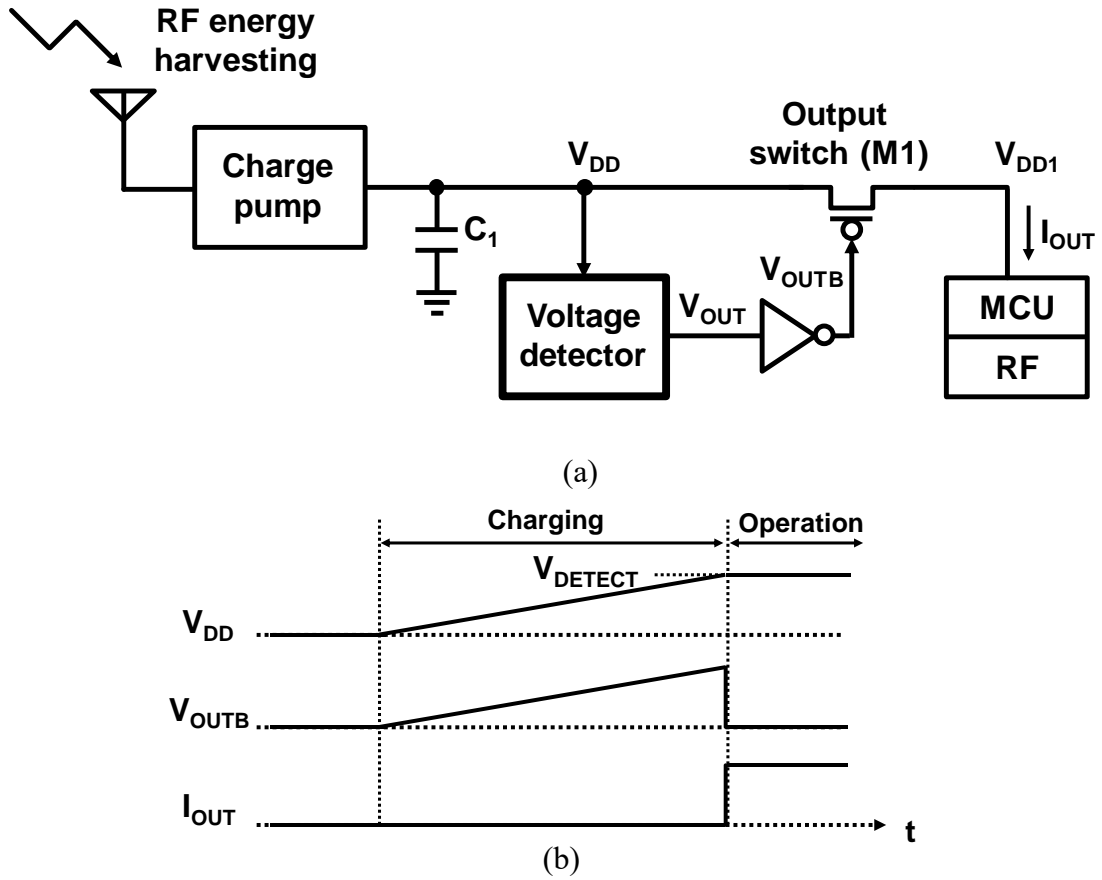 RF energy
harvesting
Charge
pump
C1
VDD
Output
switch (M1)
VDD1
IOUT
VOUTB
Voltage
detector
VOUT
MCU
RF
(a)
Charging
Operation
VDETECT
VDD
VOUTB
IOUT
t
(b)